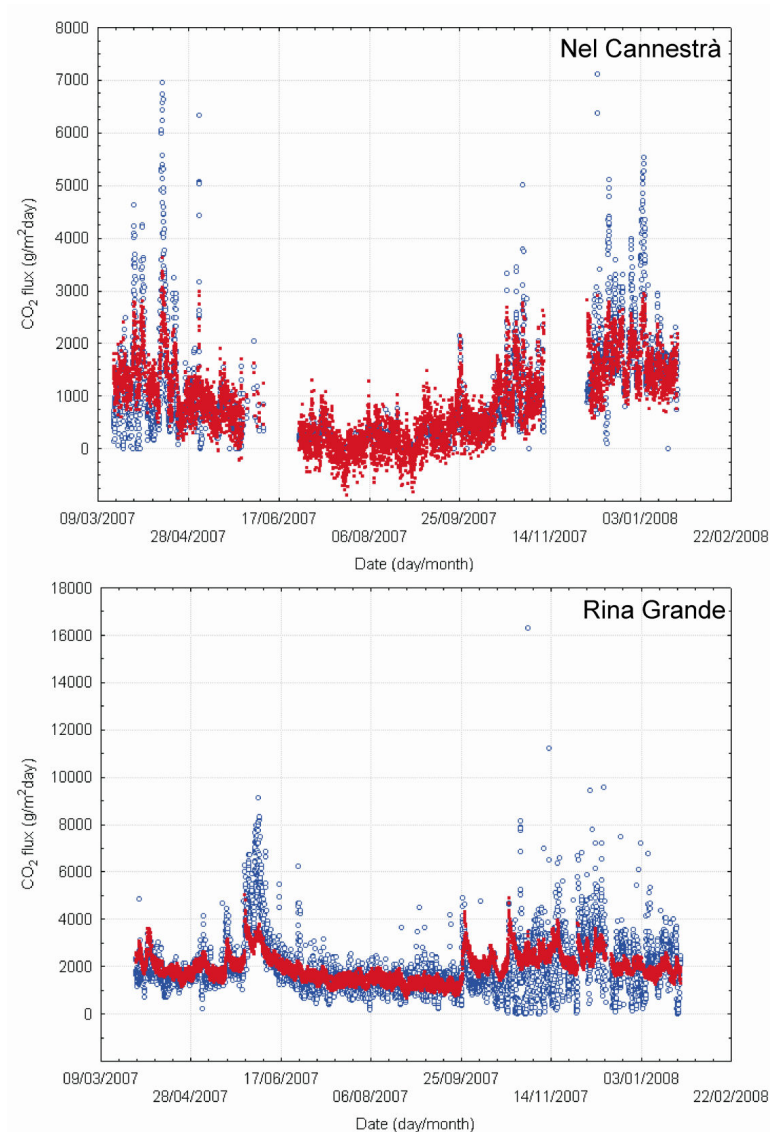 Nel Cannestrà
8000
7000
6000
5000
4000
3000
2000
1000
0
CO2 flux (g/m2day)
09/03/2007 17/06/2007 25/09/2007 03/01/2008
28/04/2007 06/08/2007 14/11/2007 22/02/2008
Date (day/month)
Rina Grande
18000
16000
14000
12000
10000
8000
6000
4000
2000
0
CO2 flux (g/m2day)
09/03/2007 17/06/2007 25/09/2007 03/01/2008
28/04/2007 06/08/2007 14/11/2007 22/02/2008
Date (day/month)